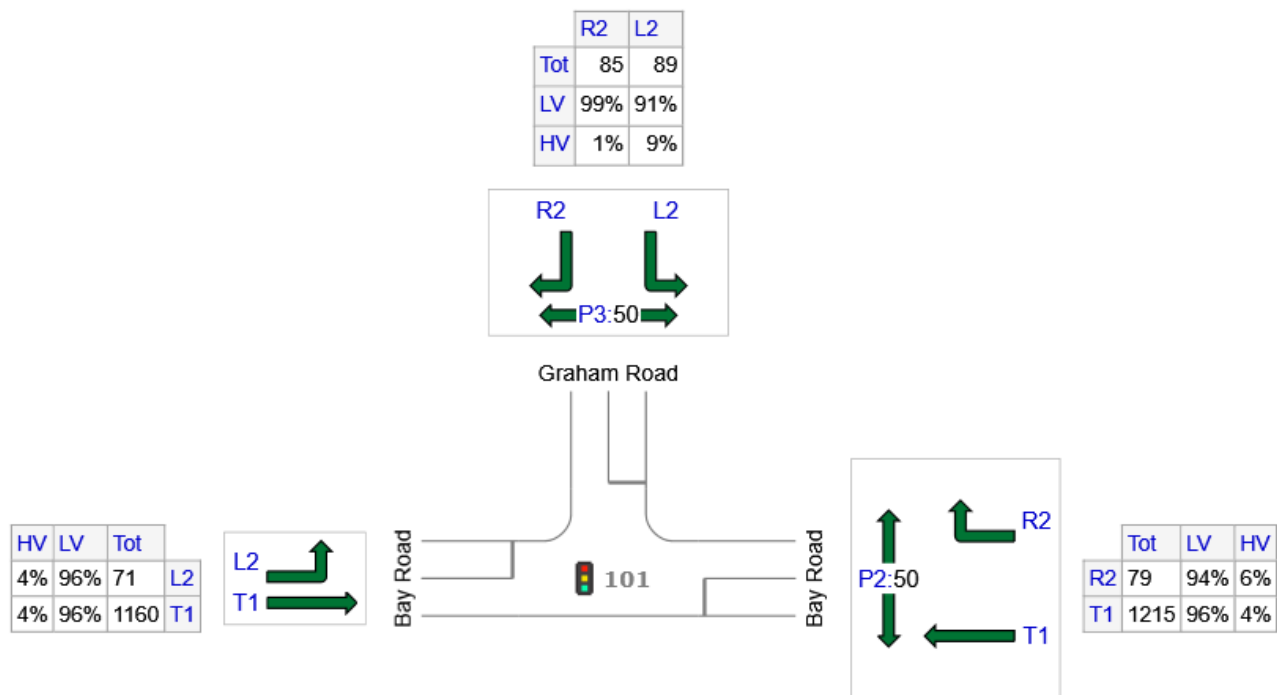 R2 L2
Tot 85 89
LV 99% 91%
HV 1% 9%
R2 L2
P3:50
Graham Road
HV LV Tot
4% 96% 71 L2
4% 96% 1160 T1
L2
T1
Bay Road
101
Bay Road
P2:50
R2
T1
Tot LV HV
R2 79 94% 6%
T1 1215 96% 4%